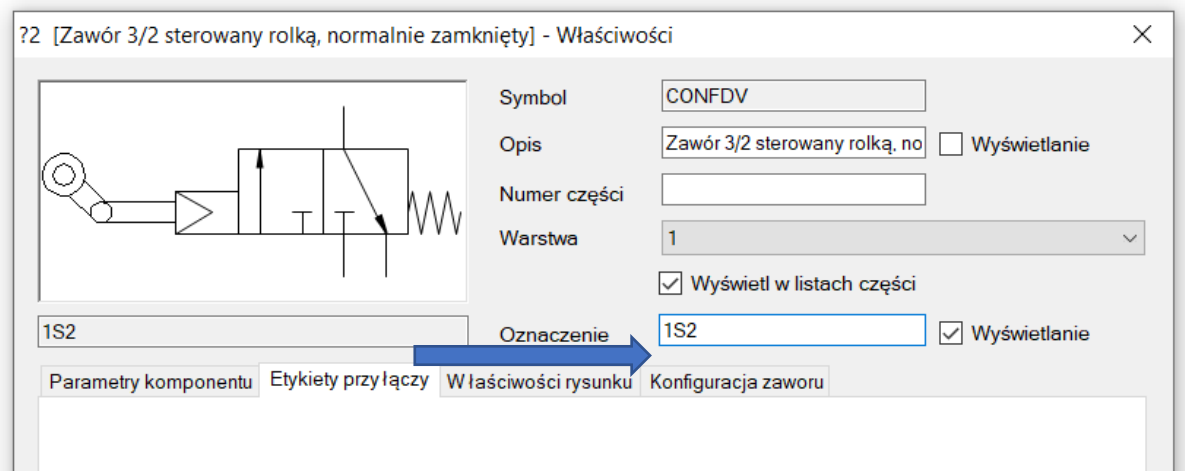 ?2 [Zawór 3/2 sterowany rolką, normalnie zamknięty] - Właściwości
Symbol CONFDV
Opis Zawór 3/2 sterowany rolką, no Wyświetlanie
Numer części
Warstwa 1
Wyświetl w listach części
1S2 Oznaczenie 1S2 Wyświetlanie
Parametry komponentu Etykiety przyłączy Właściwości rysunku Konfiguracja zaworu